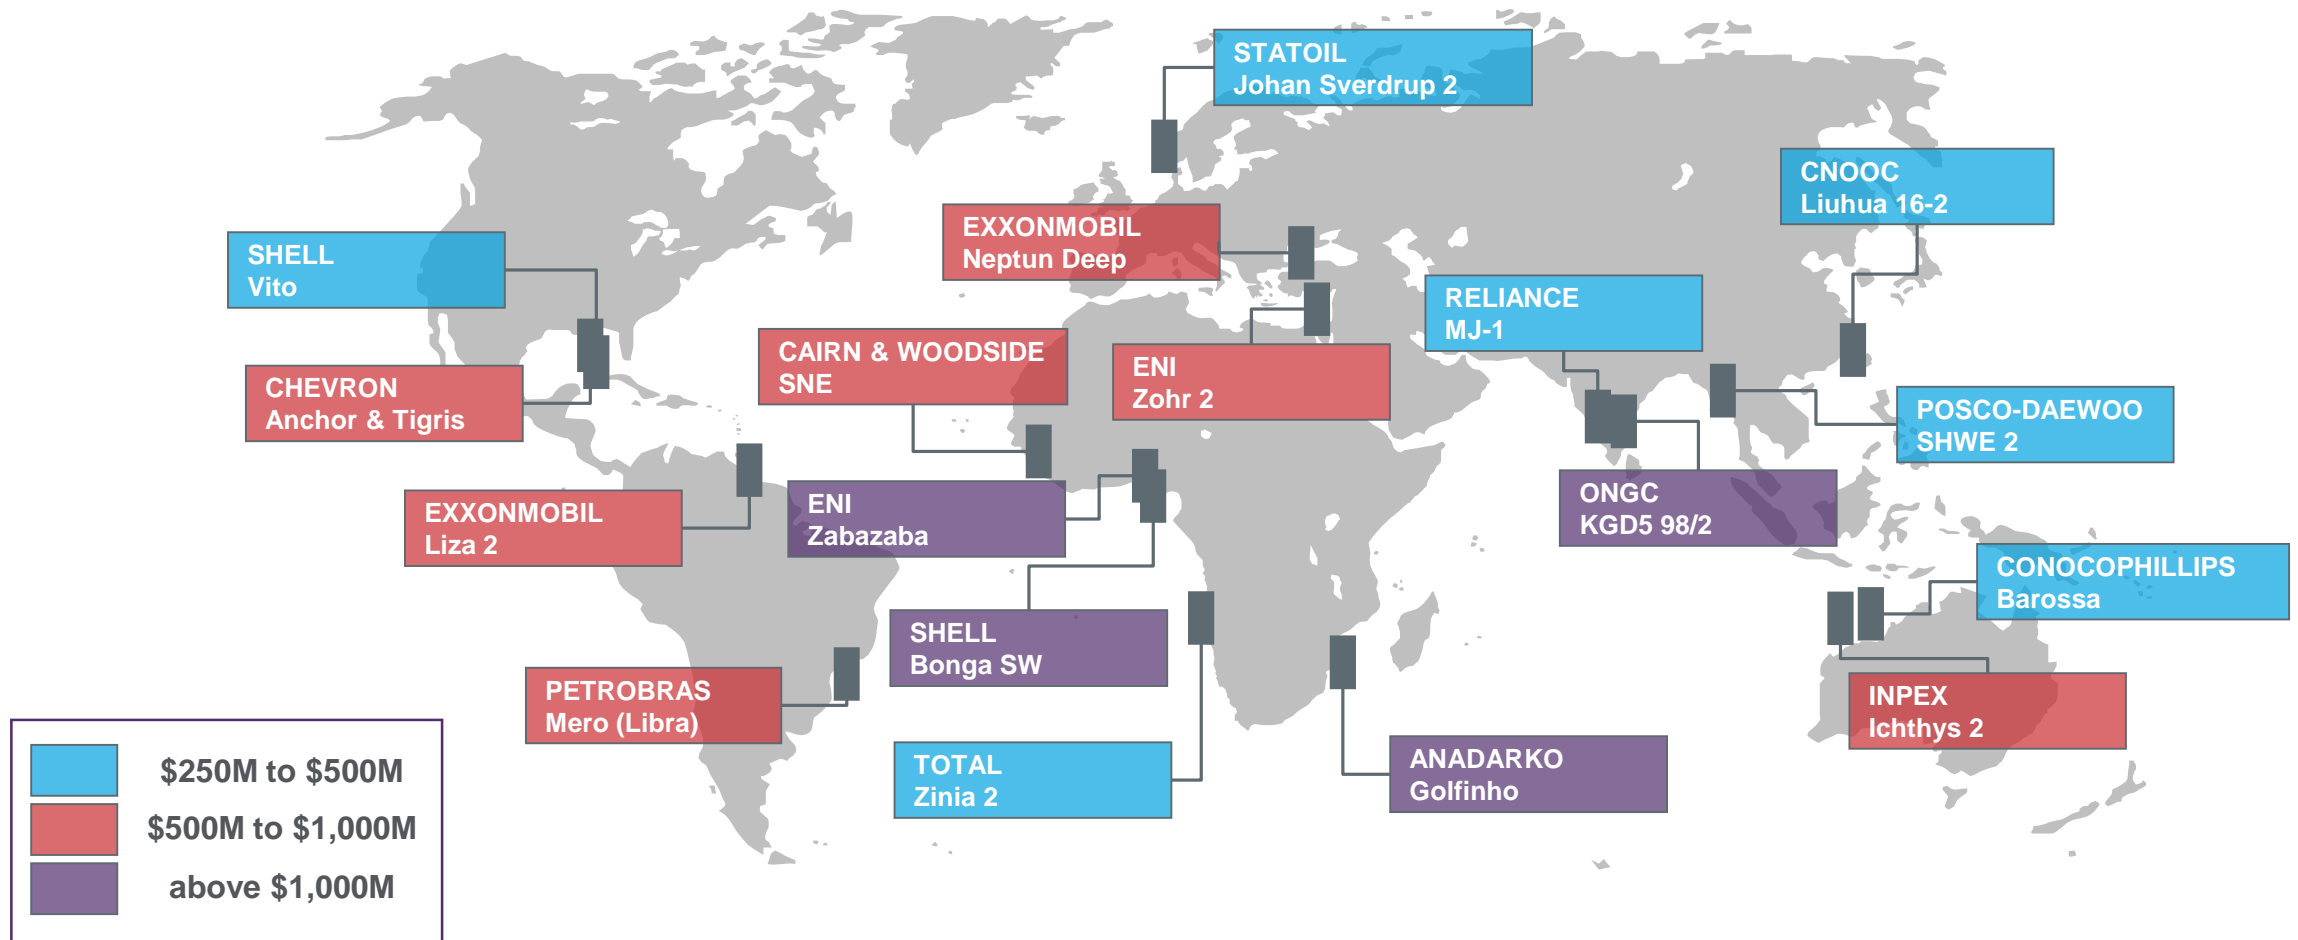 STATOIL
Johan Sverdrup 2
CNOOC
Liuhua 16-2
EXXONMOBIL
Neptun Deep
SHELL
Vito
RELIANCE
MJ-1
CAIRN & WOODSIDE
SNE
ENI
Zohr 2
CHEVRON
Anchor & Tigris
POSCO-DAEWOO
SHWE 2
ONGC
KGD5 98/2
EXXONMOBIL
Liza 2
ENI
Zabazaba
CONOCOPHILLIPS
Barossa
SHELL
Bonga SW
PETROBRAS
Mero (Libra)
INPEX
Ichthys 2
TOTAL
Zinia 2
ANADARKO
Golfinho
$250M to $500M
$500M to $1,000M
above $1,000M